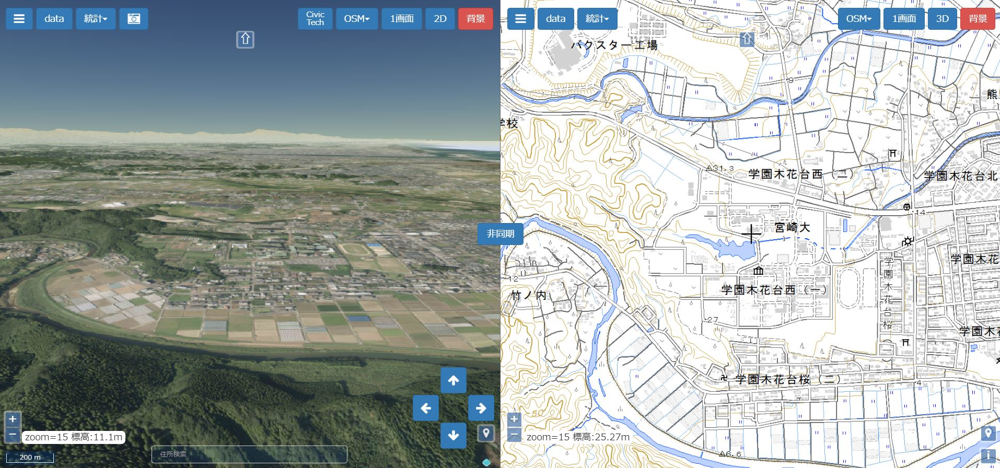 data
統計
Civic
Tech
OSM
1画面
2D
背景
+
−
zoom=15 標高:11.1m
200 m
住所検索
非同期
data
統計
OSM
1画面
3D
背景
バクスター工場
9
学校
31.3
学園木花台西（二）
学園木花台北
14
宮崎大
学園木花
12
竹ノ内
学園木花台西（一）
学園木花台桜（一）
27
学園木
学園木花台桜（二）
4
50
+
−
zoom=15 標高:25.27m
6.6
i